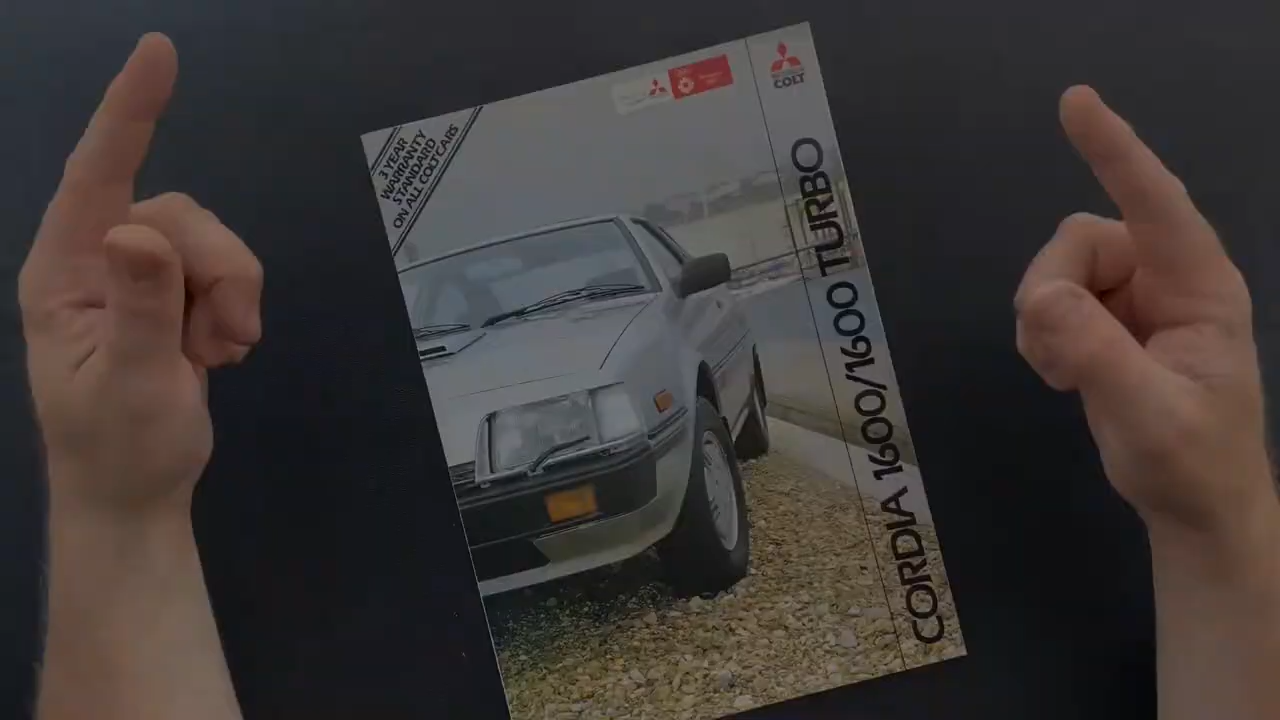 3 YEAR
WARRANTY
STANDARD
ON ALL COLT CARS
COLT
CORDIA 1600/1600 TURBO